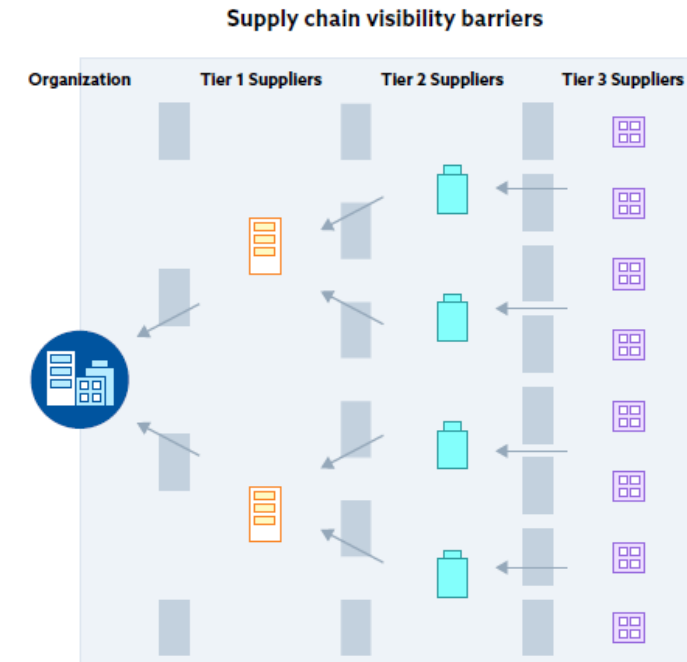 Supply chain visibility barriers
Organization
Tier 1 Suppliers
Tier 2 Suppliers
Tier 3 Suppliers